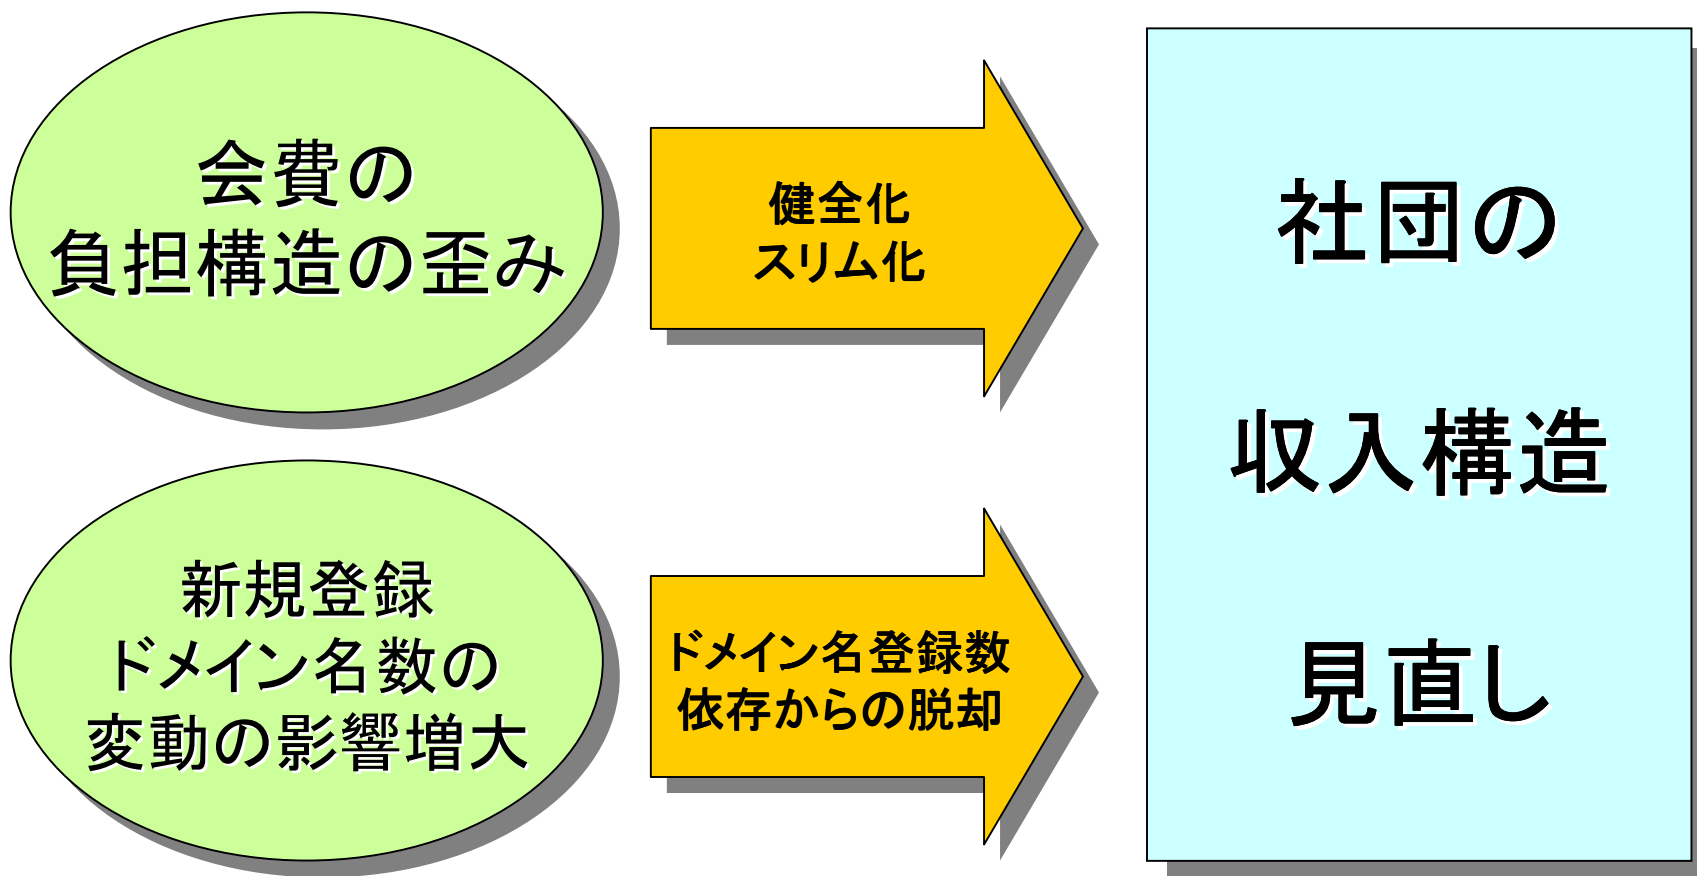 会費の
負担構造の歪み
健全化
スリム化
新規登録
ドメイン名数の
変動の影響増大
ドメイン名登録数
依存からの脱却
社団の
収入構造
見直し